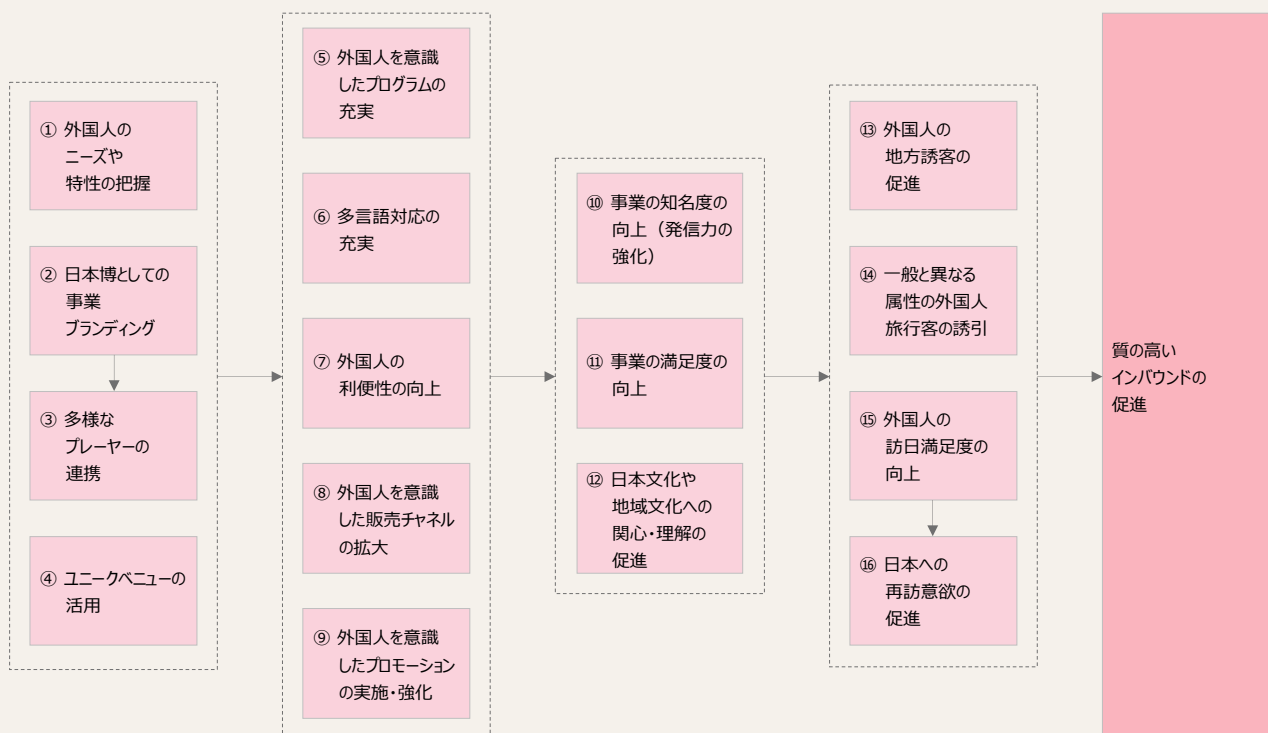 ① 外国人の
ニーズや
特性の把握
② 日本博としての
事業
ブランディング
③ 多様な
プレーヤーの
連携
④ ユニークベニューの
活用
⑤ 外国人を意識
したプログラムの
充実
⑥ 多言語対応の
充実
⑦ 外国人の
利便性の向上
⑧ 外国人を意識
した販売チャネル
の拡大
⑨ 外国人を意識
したプロモーション
の実施・強化
⑩ 事業の知名度の
向上（発信力の
強化）
⑪ 事業の満足度の
向上
⑫ 日本文化や
地域文化への
関心・理解の
促進
⑬ 外国人の
地方誘客の
促進
⑭ 一般と異なる
属性の外国人
旅行客の誘引
⑮ 外国人の
訪日満足度の
向上
⑯ 日本への
再訪意欲の
促進
質の高い
インバウンドの
促進